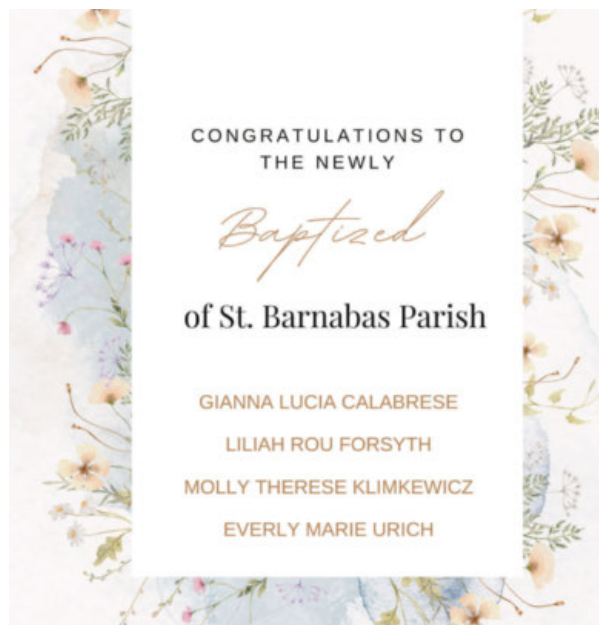 CONGRATULATIONS TO
THE NEWLY
Baptized
of St. Barnabas Parish
GIANNA LUCIA CALABRESE
LILIAH ROU FORSYTH
MOLLY THERESE KLIMKEWICZ
EVERLY MARIE URICH